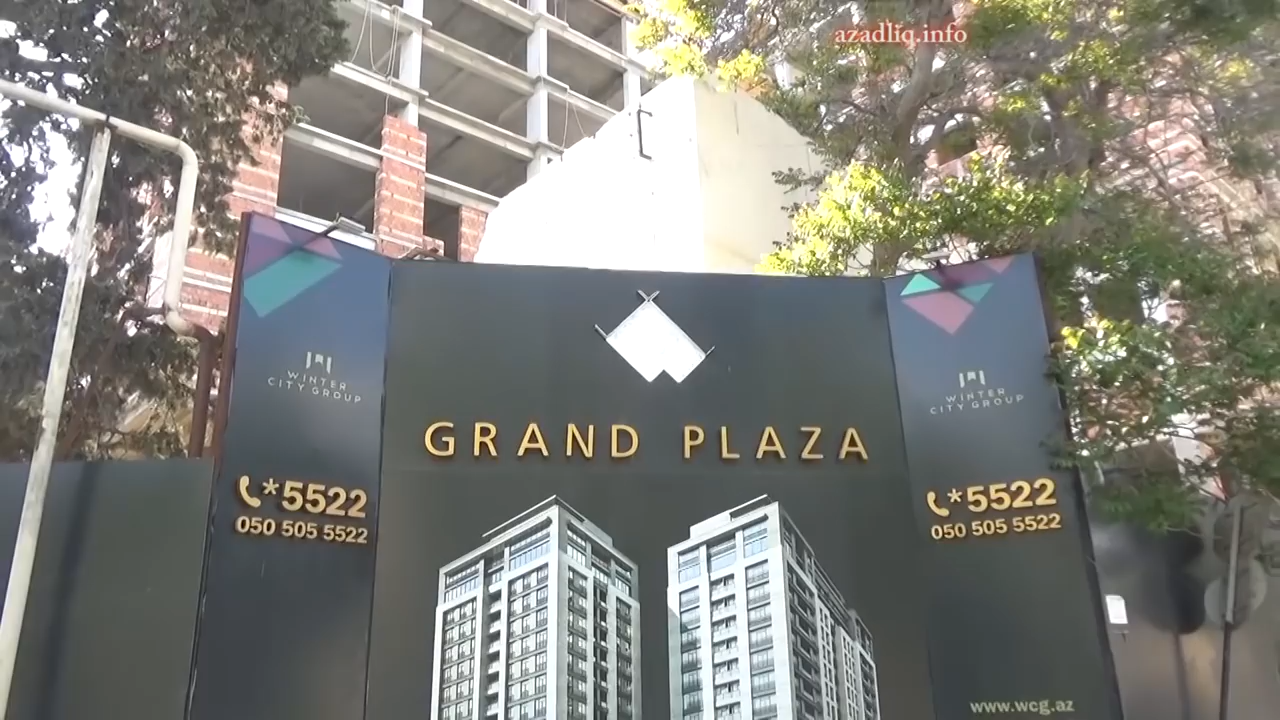 azadliq.info
WINTER
CITY GROUP
*5522
050 505 5522
GRAND PLAZA
WINTER
CITY GROUP
*5522
050 505 5522
www.wcg.az